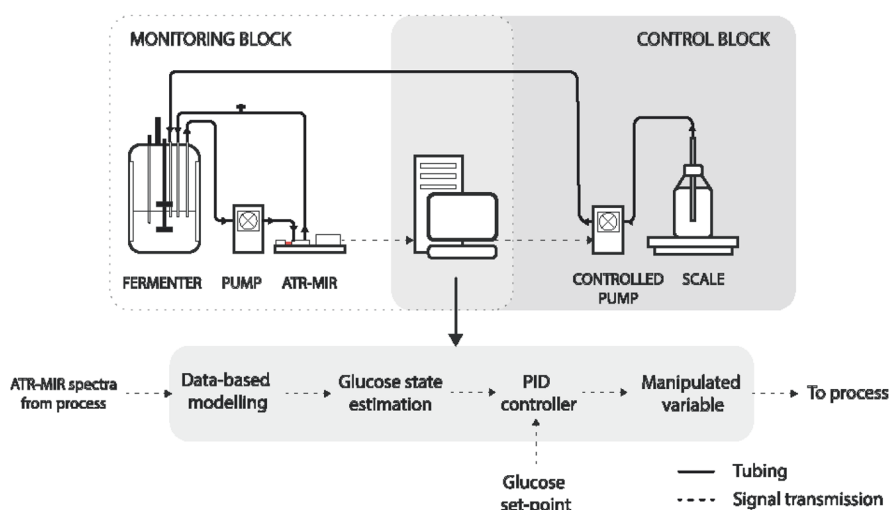 MONITORING BLOCK
CONTROL BLOCK
FERMENTER
PUMP
ATR-MIR
CONTROLLED
PUMP
SCALE
ATR-MIR spectra
from process
Data-based
modelling
Glucose state
estimation
PID
controller
Manipulated
variable
To process
Glucose
set-point
Tubing
Signal transmission